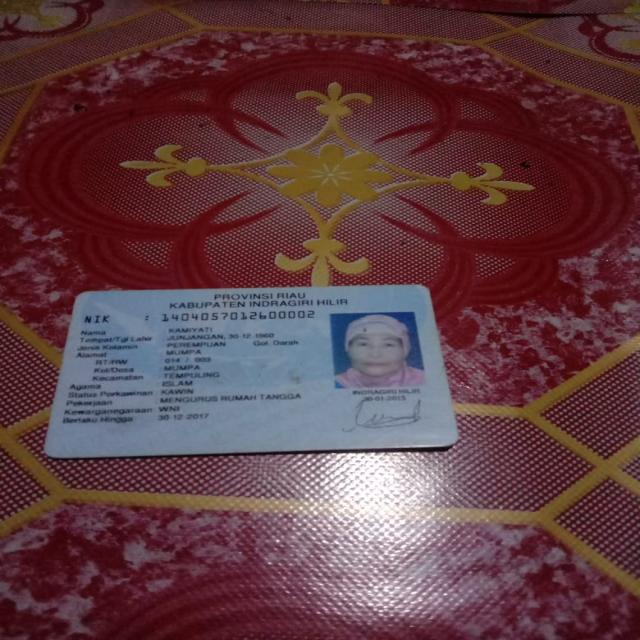 PROVINSI RIAU
KABUPATEN INDRAGIRI HILIR
NIK : 1404057012600002
Nama KAMIYATI
Tempat/Tgl Lahir JUNJANGAN, 30-12-1960
Jenis Kelamin PEREMPUAN Gol. Darah
Alamat MUMPA
RT/RW 014 / 003
Kel/Desa MUMPA
Kecamatan TEMPULING
Agama ISLAM
Status Perkawinan KAWIN
Pekerjaan MENGURUS RUMAH TANGGA
Kewarganegaraan WNI
Berlaku Hingga 30-12-2017
INDRAGIRI HILIR
30-01-2013